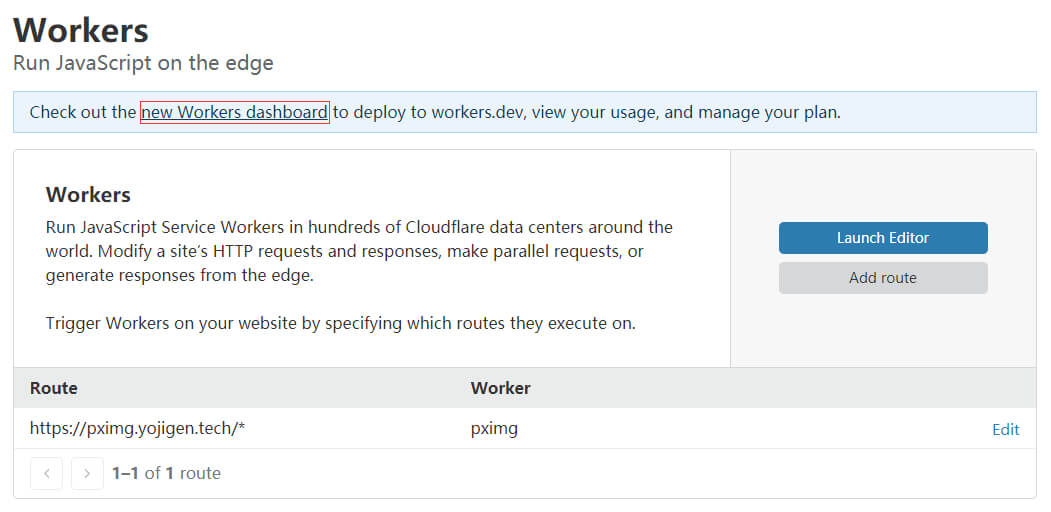 Workers
Run JavaScript on the edge
Check out the new Workers dashboard to deploy to workers.dev, view your usage, and manage your plan.
Workers
Run JavaScript Service Workers in hundreds of Cloudflare data centers around the
world. Modify a site's HTTP requests and responses, make parallel requests, or
generate responses from the edge.
Trigger Workers on your website by specifying which routes they execute on.
Launch Editor
Add route
Route Worker
https://pximg.yojigen.tech/* pximg Edit
1–1 of 1 route